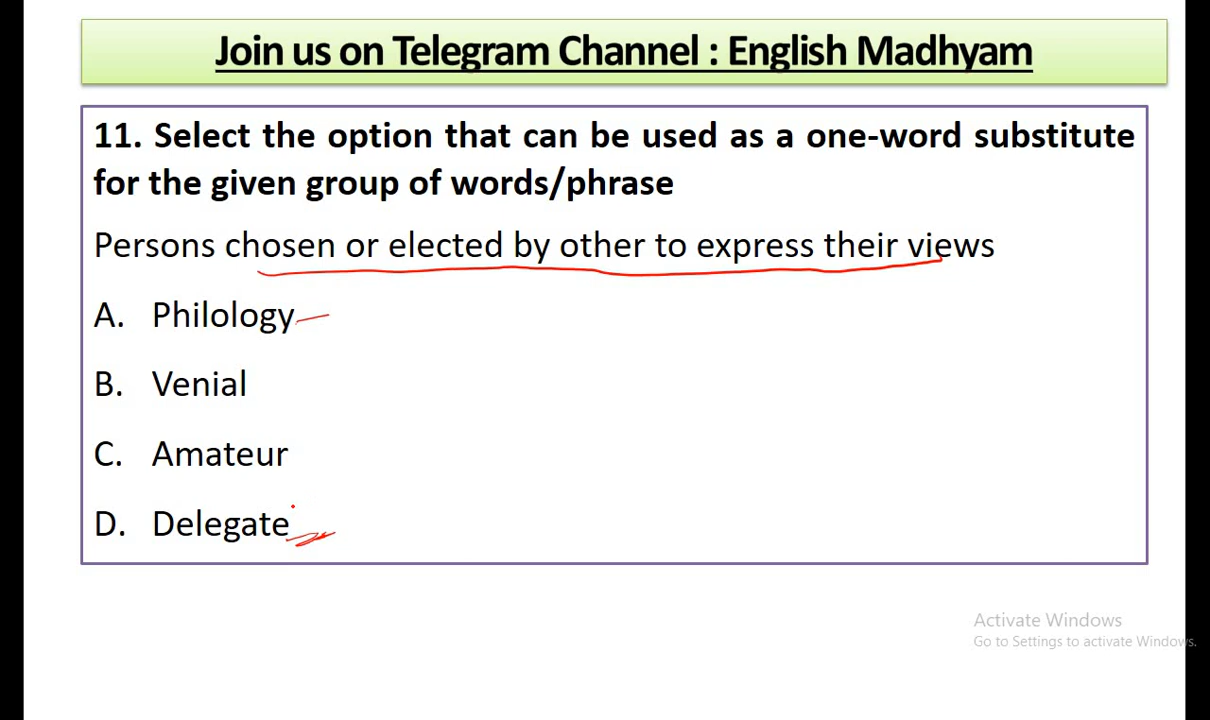 Join us on Telegram Channel : English Madhyam
11. Select the option that can be used as a one-word substitute
for the given group of words/phrase
Persons chosen or elected by other to express their views
A. Philology
B. Venial
C. Amateur
D. Delegate
Activate Windows
Go to Settings to activate Windows.